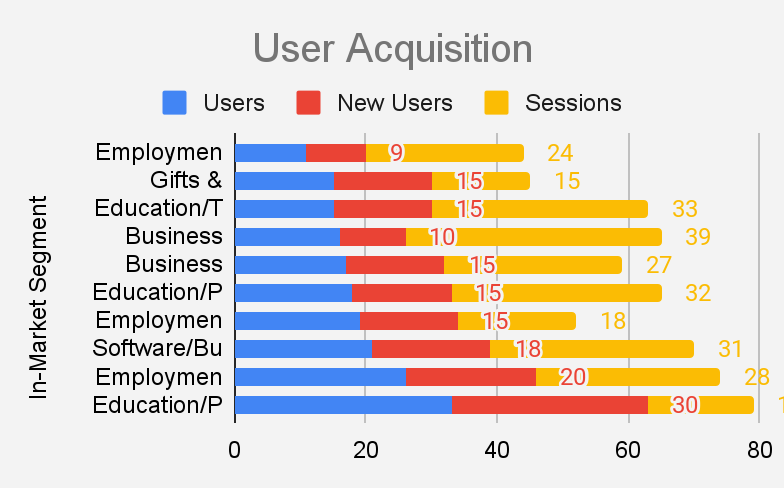 User Acquisition
Users New Users Sessions
In-Market Segment
Employmen 9 24
Gifts & 15 15
Education/T 15 33
Business 10 39
Business 15 27
Education/P 15 32
Employmen 15 18
Software/Bu 18 31
Employmen 20 28
Education/P 30
0 20 40 60 80